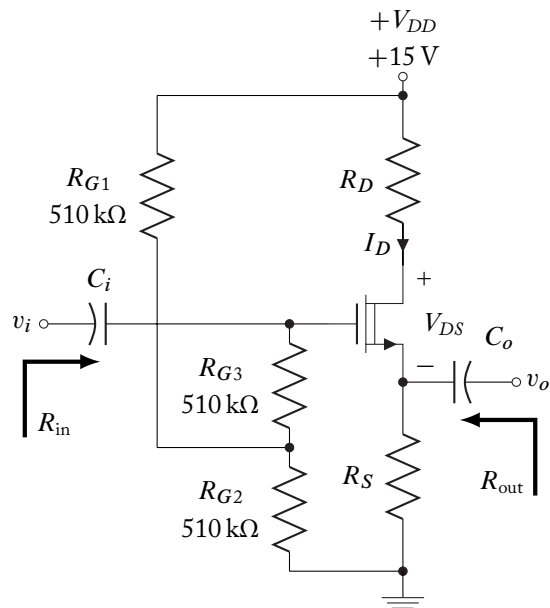 +V_DD
+15 V
R_G1
510 kΩ
R_D
I_D
C_i
+
v_i
V_DS
C_o
−
v_o
R_G3
510 kΩ
R_in
R_G2
510 kΩ
R_S
R_out